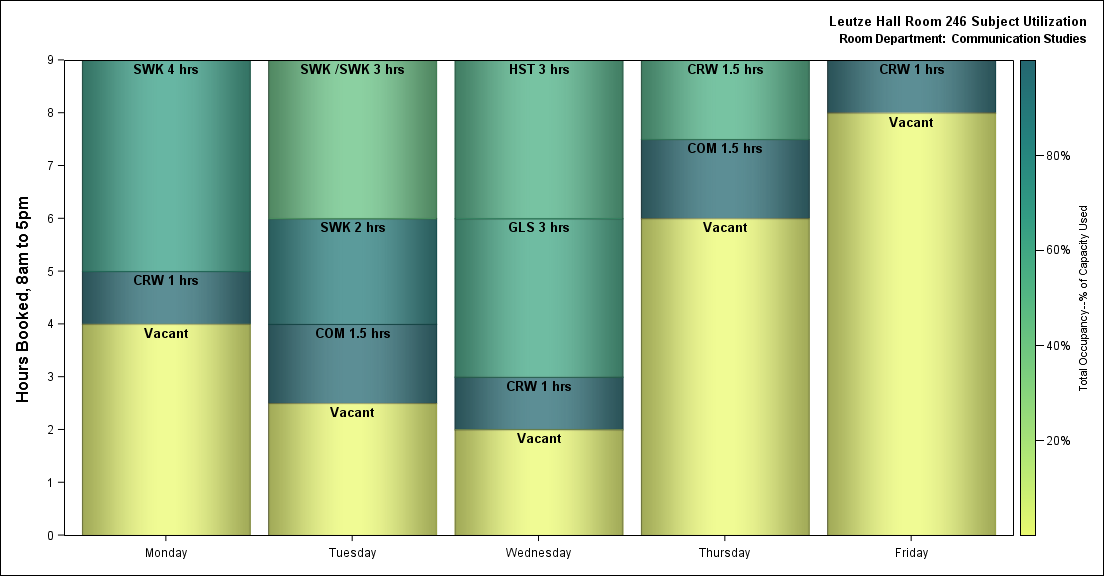 Leutze Hall Room 246 Subject Utilization
Room Department: Communication Studies
Hours Booked, 8am to 5pm
9
8
7
6
5
4
3
2
1
0
SWK 4 hrs
CRW 1 hrs
Vacant
SWK /SWK 3 hrs
SWK 2 hrs
COM 1.5 hrs
Vacant
HST 3 hrs
GLS 3 hrs
CRW 1 hrs
Vacant
CRW 1.5 hrs
COM 1.5 hrs
Vacant
CRW 1 hrs
Vacant
Monday
Tuesday
Wednesday
Thursday
Friday
80%
60%
40%
20%
Total Occupancy--% of Capacity Used